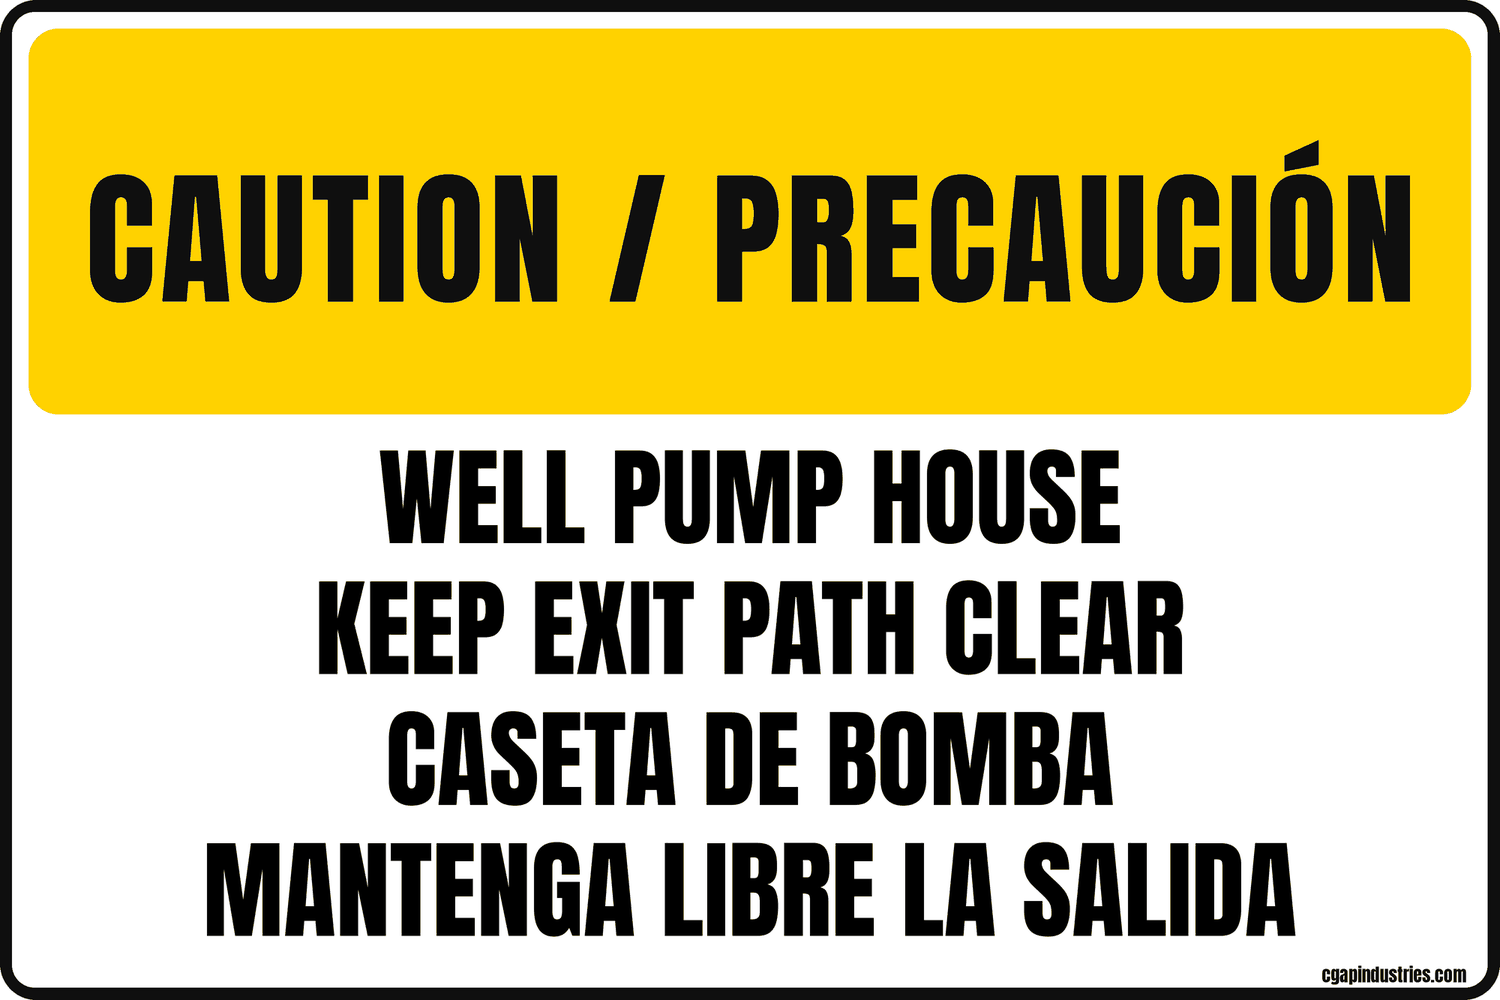 CAUTION / PRECAUCIÓN
WELL PUMP HOUSE
KEEP EXIT PATH CLEAR
CASETA DE BOMBA
MANTENGA LIBRE LA SALIDA
cgapindustries.com